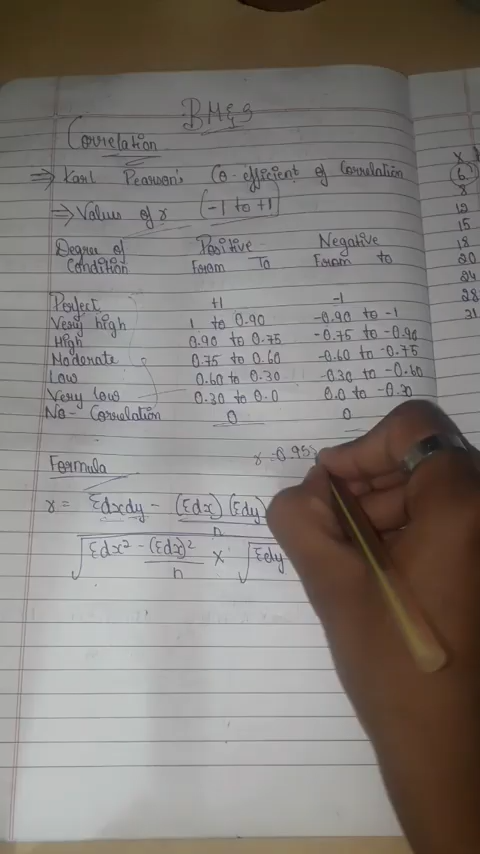 BMGS
Correlation
⇒ Karl Pearson's Co-efficient of Correlation
⇒ Values of r (-1 to +1)
Degree of Condition Positive From To Negative From to
Perfect +1 -1
Very high 1 to 0.90 -0.90 to -1
High 0.90 to 0.75 -0.75 to -0.90
Moderate 0.75 to 0.60 -0.60 to -0.75
Low 0.60 to 0.30 -0.30 to -0.60
Very low 0.30 to 0.0 0.0 to -0.30
No-Correlation 0 0
r = 0.95
Formula
r = Σdxdy - (Σdx)(Σdy)
n
√Σdx² - (Σdx)² × √Σdy
n
x
6
8
12
15
18
20
24
28
31